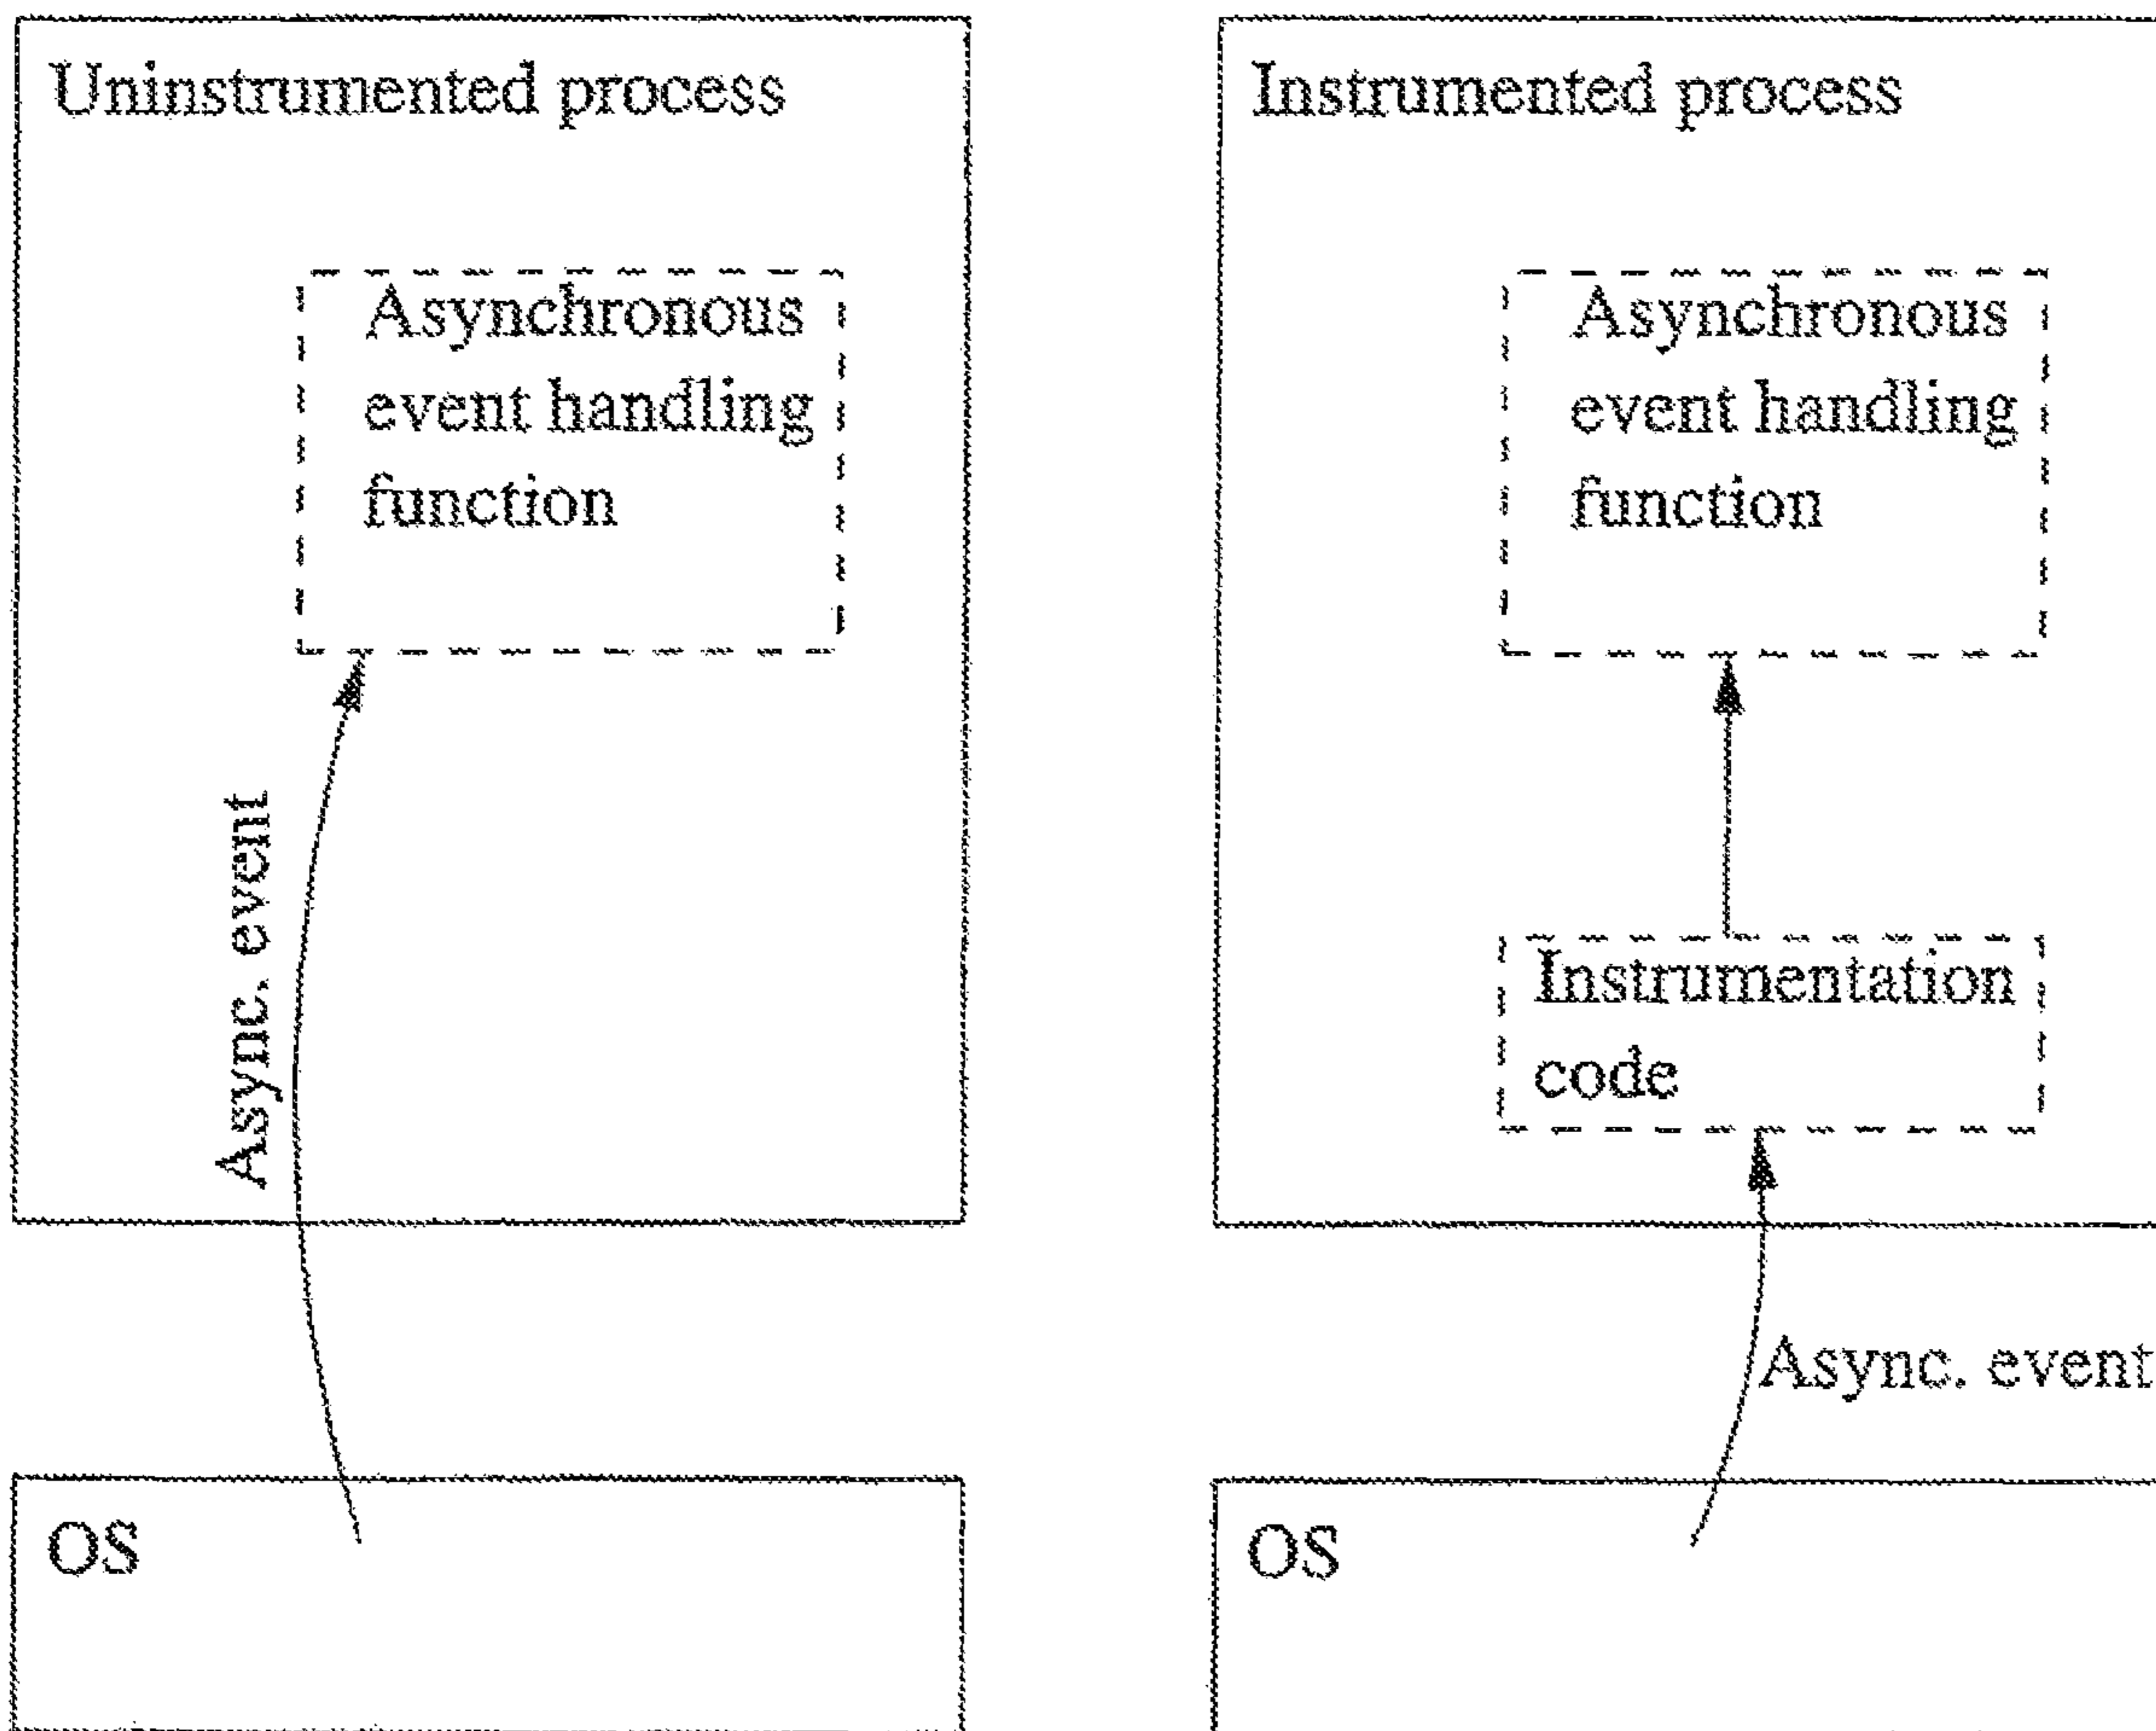 Uninstrumented process
Asynchronous
event handling
function
Async. event
OS
Instrumented process
Asynchronous
event handling
function
Instrumentation
code
Async. event
OS